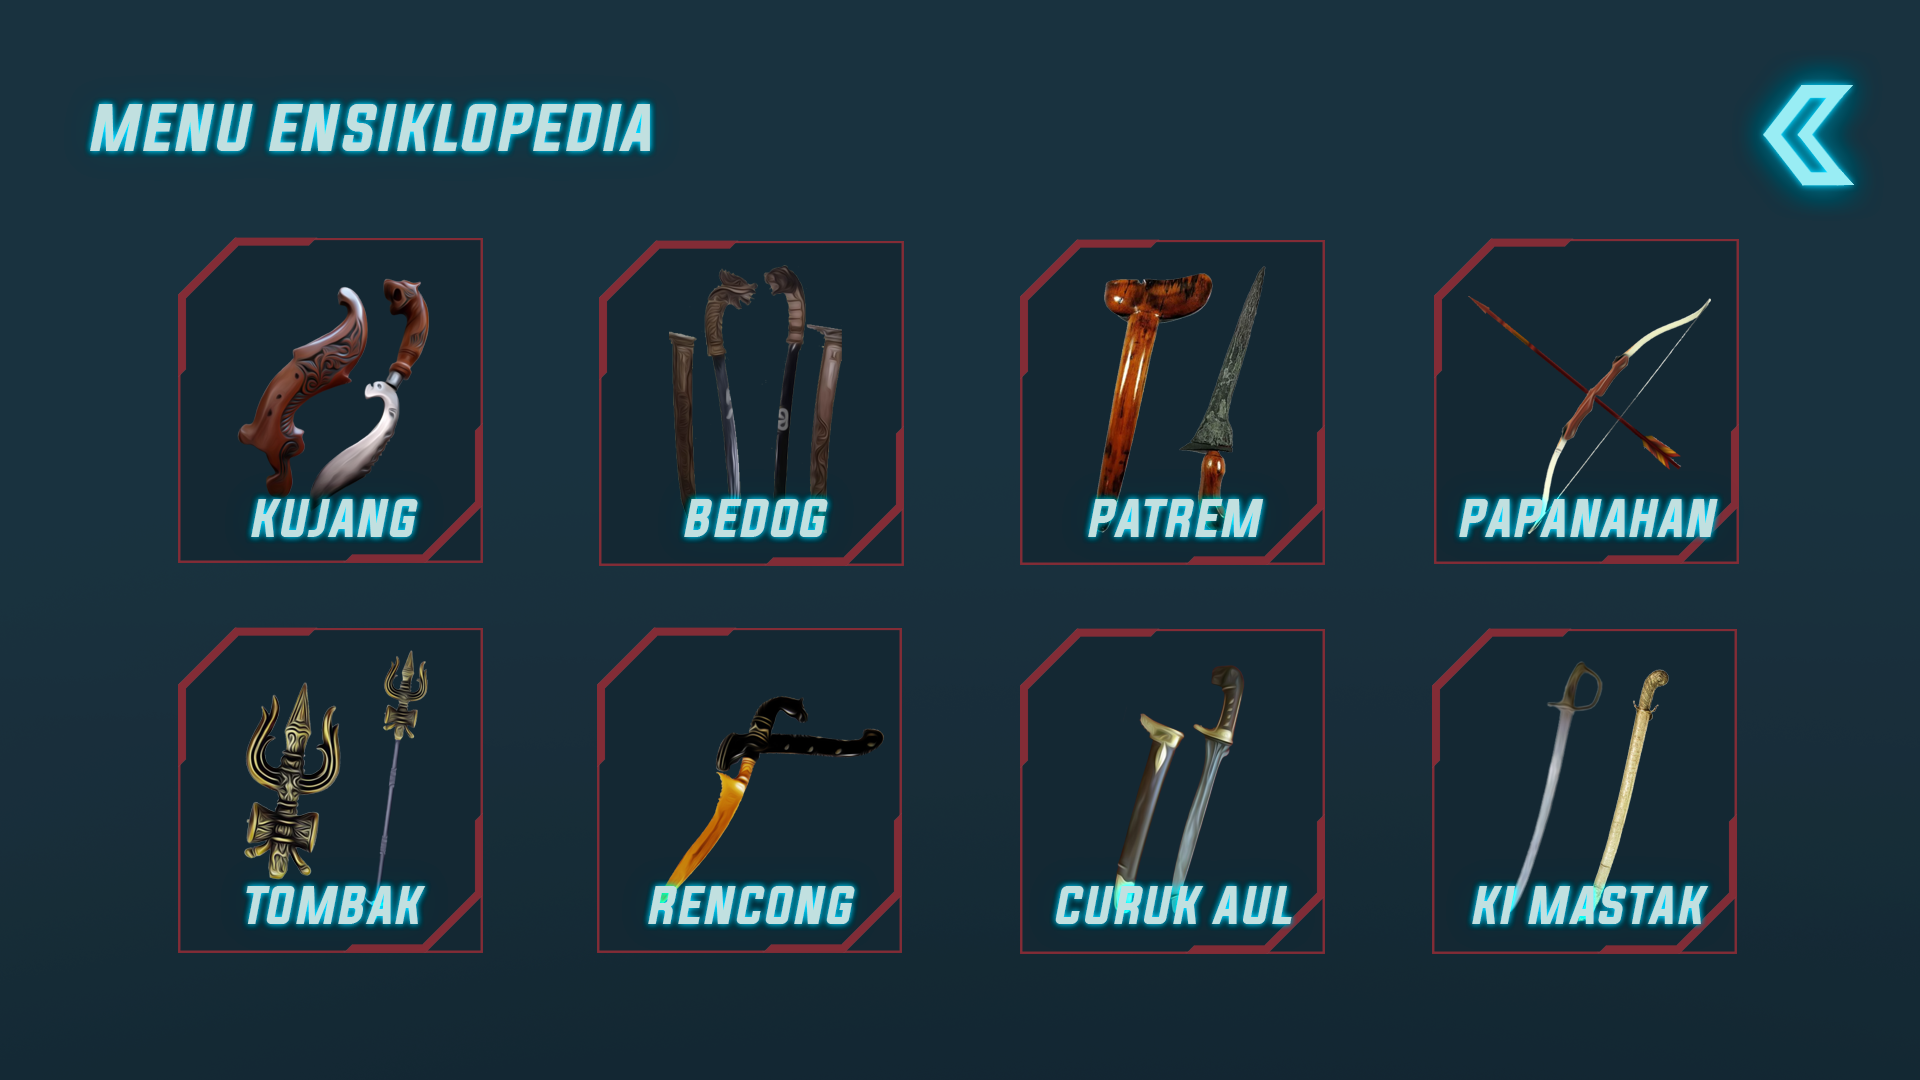 MENU ENSIKLOPEDIA
KUJANG
BEDOG
PATREM
PAPANAHAN
TOMBAK
RENCONG
CURUK AUL
KI MASTAK